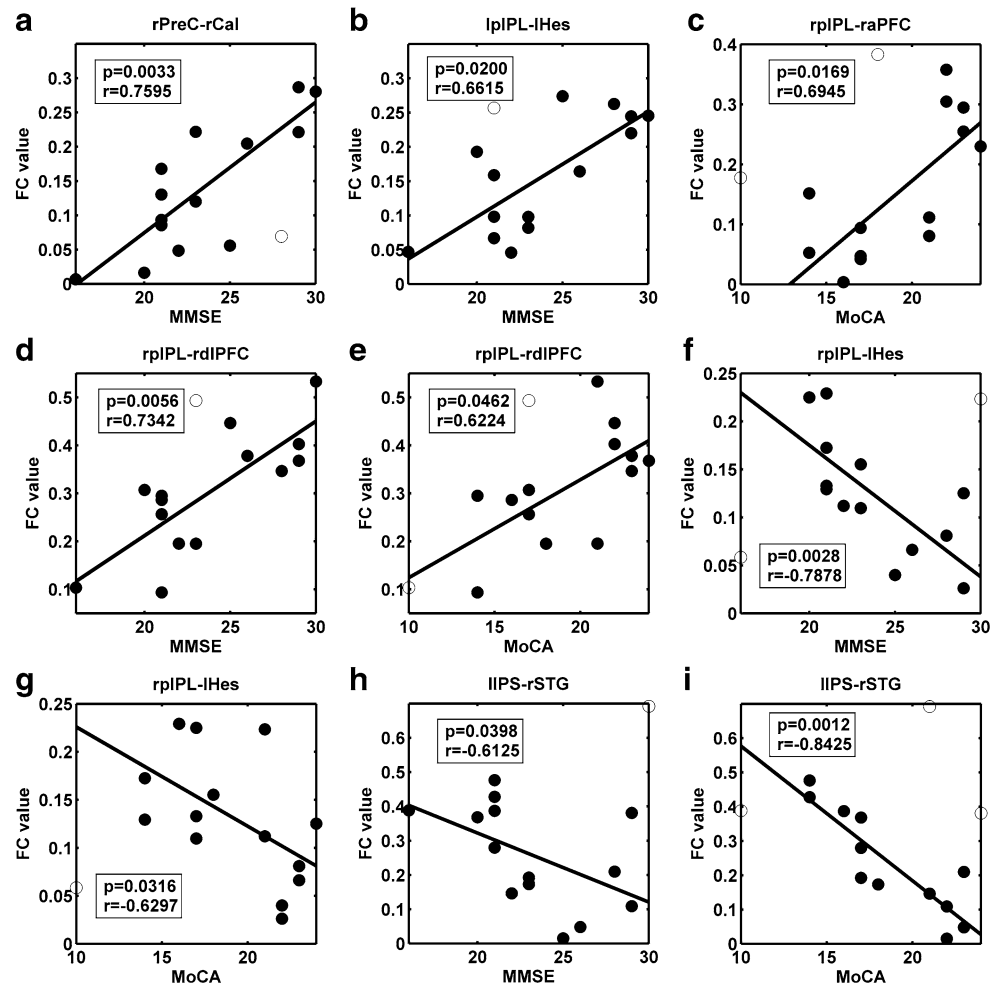 a
rPreC-rCal
p=0.0033
r=0.7595
0.3
0.25
0.2
0.15
0.1
0.05
0
20
25
30
FC value
MMSE
b
lpIPL-lHes
p=0.0200
r=0.6615
0.3
0.25
0.2
0.15
0.1
0.05
0
20
25
30
FC value
MMSE
c
rpIPL-raPFC
p=0.0169
r=0.6945
0.4
0.3
0.2
0.1
0
10
15
20
FC value
MoCA
d
rpIPL-rdlPFC
p=0.0056
r=0.7342
0.5
0.4
0.3
0.2
0.1
20
25
30
FC value
MMSE
e
rpIPL-rdlPFC
p=0.0462
r=0.6224
0.5
0.4
0.3
0.2
0.1
10
15
20
FC value
MoCA
f
rpIPL-lHes
p=0.0028
r=-0.7878
0.25
0.2
0.15
0.1
0.05
0
20
25
30
FC value
MMSE
g
rpIPL-lHes
p=0.0316
r=-0.6297
0.25
0.2
0.15
0.1
0.05
0
10
15
20
FC value
MoCA
h
lIPS-rSTG
p=0.0398
r=-0.6125
0.6
0.5
0.4
0.3
0.2
0.1
0
20
25
30
FC value
MMSE
i
lIPS-rSTG
p=0.0012
r=-0.8425
0.6
0.5
0.4
0.3
0.2
0.1
0
10
15
20
FC value
MoCA